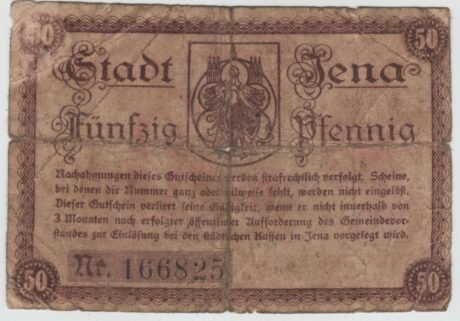 50 50
Stadt Jena
Fünfzig Pfennig
Nachahmungen dieses Gutscheines werden strafrechtlich verfolgt. Scheine,
bei denen die Nummer ganz oder teilweise fehlt, werden nicht eingelöst.
Dieser Gutschein verliert seine Gültigkeit, wenn er nicht innerhalb von
3 Monaten nach erfolgter öffentlicher Aufforderung des Gemeindevor-
standes zur Einlösung bei den städtischen Kassen in Jena vorgelegt wird.
50 Nr. 166825 50